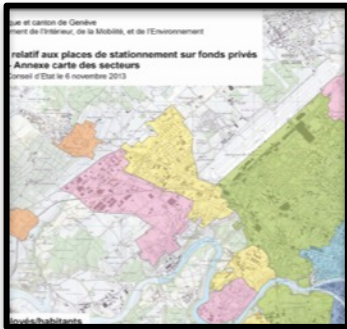 que et canton de Genève
ment de l'Intérieur, de la Mobilité, et de l'Environnement
relatif aux places de stationnement sur fonds privés
- Annexe carte des secteurs
Conseil d'Etat le 6 novembre 2013
loyés/habitants